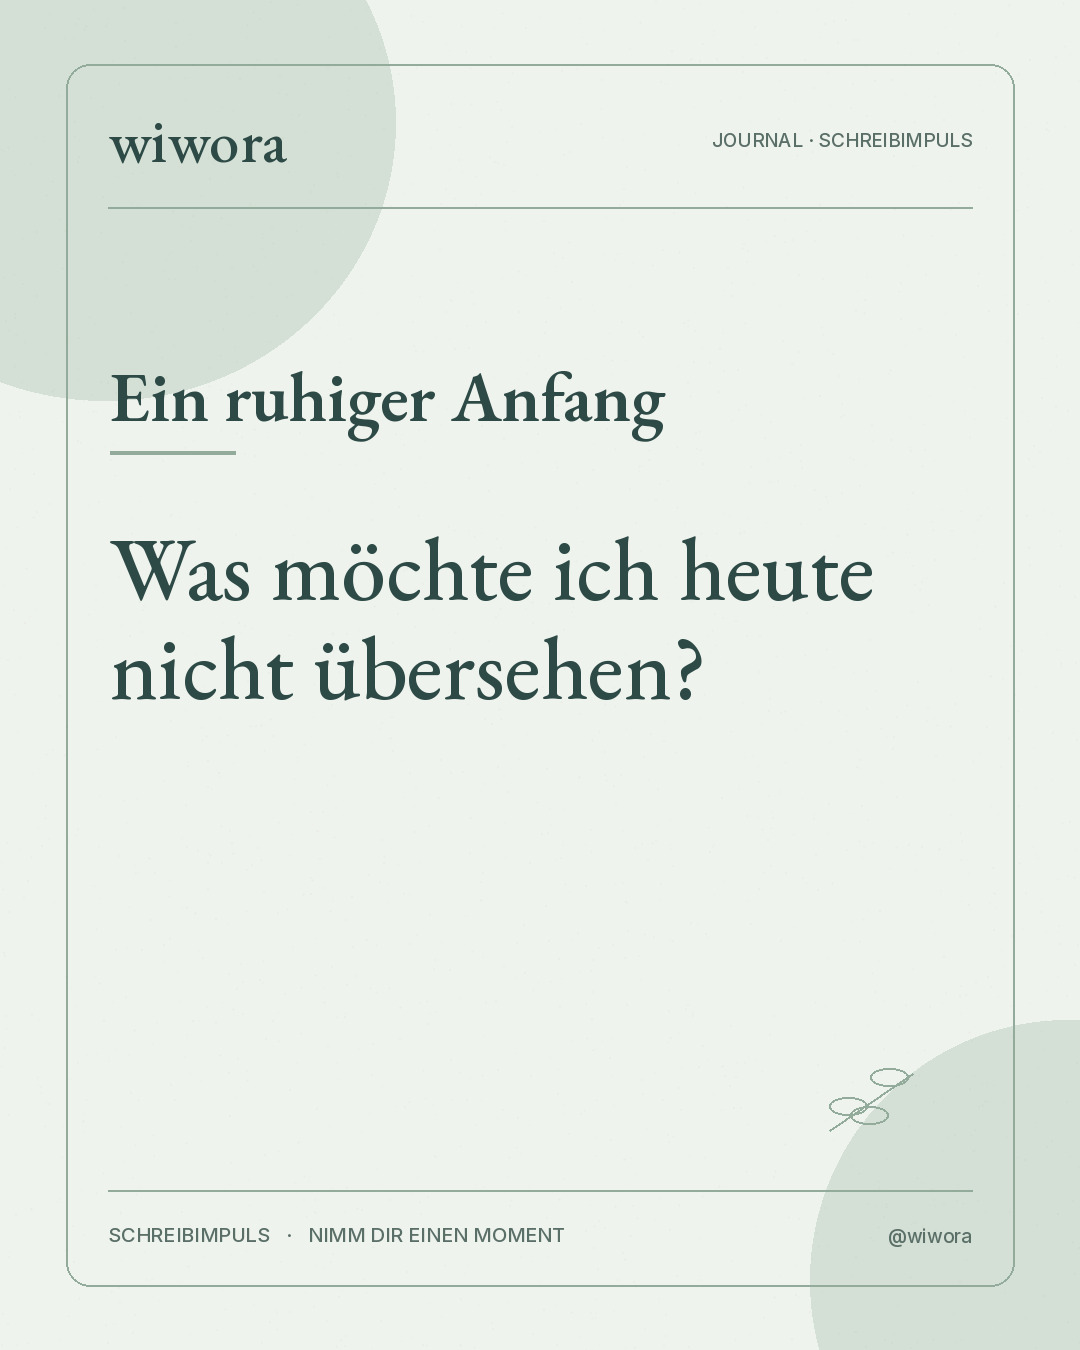 wiwora
JOURNAL · SCHREIBIMPULS
Ein ruhiger Anfang
Was möchte ich heute
nicht übersehen?
SCHREIBIMPULS · NIMM DIR EINEN MOMENT
@wiwora